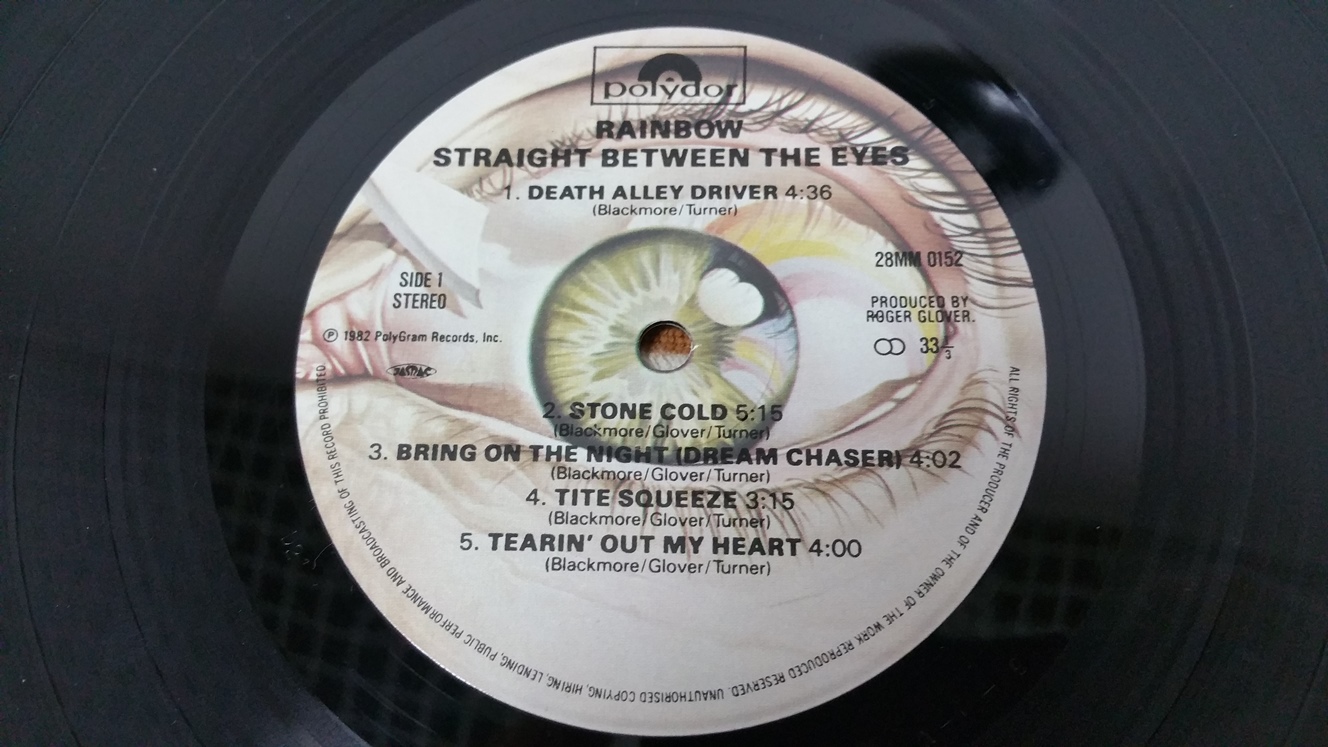 polydor
RAINBOW
STRAIGHT BETWEEN THE EYES
1. DEATH ALLEY DRIVER 4:36
(Blackmore/Turner)
SIDE 1
STEREO
℗ 1982 PolyGram Records, Inc.
JASRAC
28MM 0152
PRODUCED BY
ROGER GLOVER.
33 1/3
2. STONE COLD 5:15
(Blackmore/Glover/Turner)
3. BRING ON THE NIGHT (DREAM CHASER) 4:02
(Blackmore/Glover/Turner)
4. TITE SQUEEZE 3:15
(Blackmore/Glover/Turner)
5. TEARIN' OUT MY HEART 4:00
(Blackmore/Glover/Turner)
ALL RIGHTS OF THE PRODUCER AND OF THE OWNER OF THE WORK REPRODUCED RESERVED. UNAUTHORISED COPYING, HIRING, LENDING, PUBLIC PERFORMANCE AND BROADCASTING OF THIS RECORD PROHIBITED